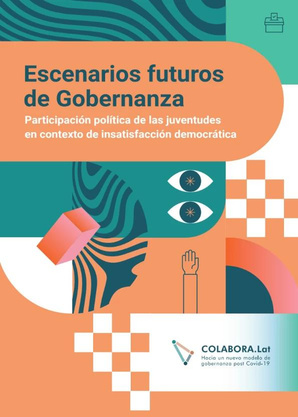 Escenarios futuros
de Gobernanza
Participación política de las juventudes
en contexto de insatisfacción democrática
COLABORA.Lat
Hacia un nuevo modelo de
gobernanza post Covid-19